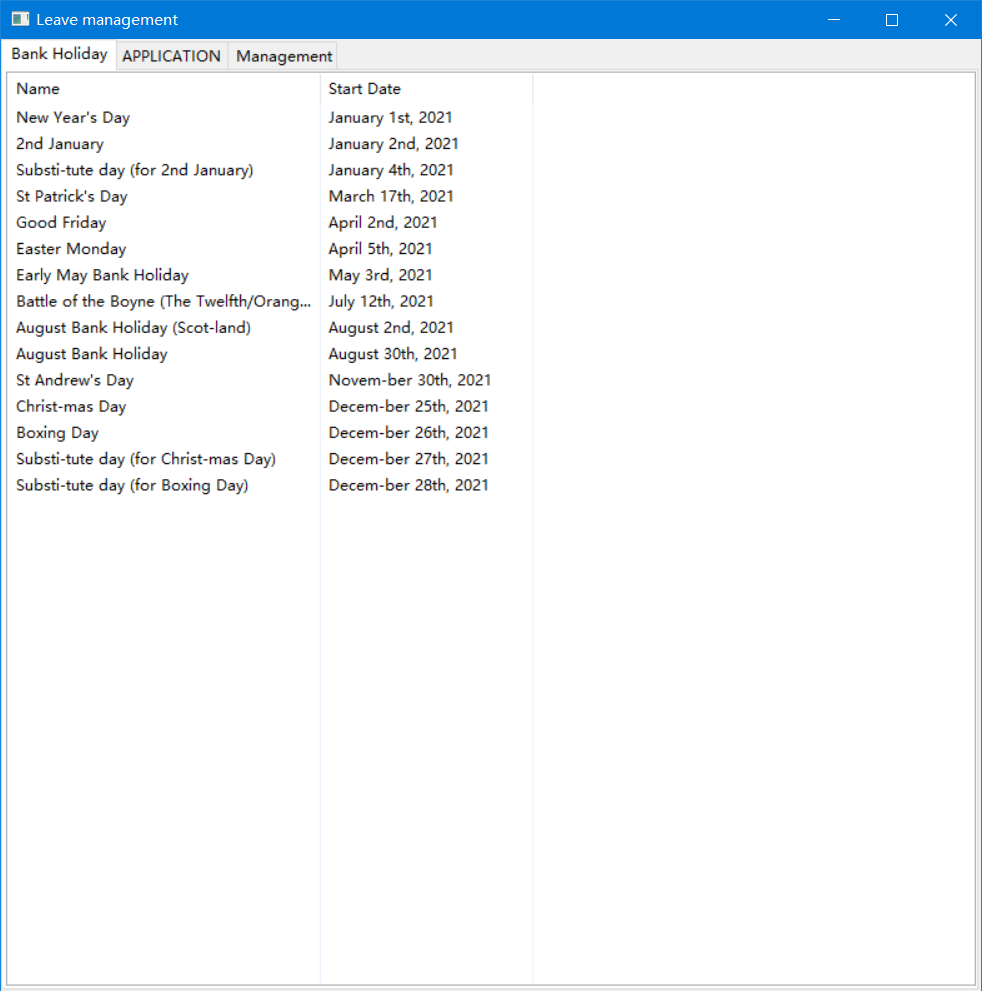 Leave management
Bank Holiday APPLICATION Management
Name Start Date
New Year's Day January 1st, 2021
2nd January January 2nd, 2021
Substi-tute day (for 2nd January) January 4th, 2021
St Patrick's Day March 17th, 2021
Good Friday April 2nd, 2021
Easter Monday April 5th, 2021
Early May Bank Holiday May 3rd, 2021
Battle of the Boyne (The Twelfth/Orang... July 12th, 2021
August Bank Holiday (Scot-land) August 2nd, 2021
August Bank Holiday August 30th, 2021
St Andrew's Day Novem-ber 30th, 2021
Christ-mas Day Decem-ber 25th, 2021
Boxing Day Decem-ber 26th, 2021
Substi-tute day (for Christ-mas Day) Decem-ber 27th, 2021
Substi-tute day (for Boxing Day) Decem-ber 28th, 2021